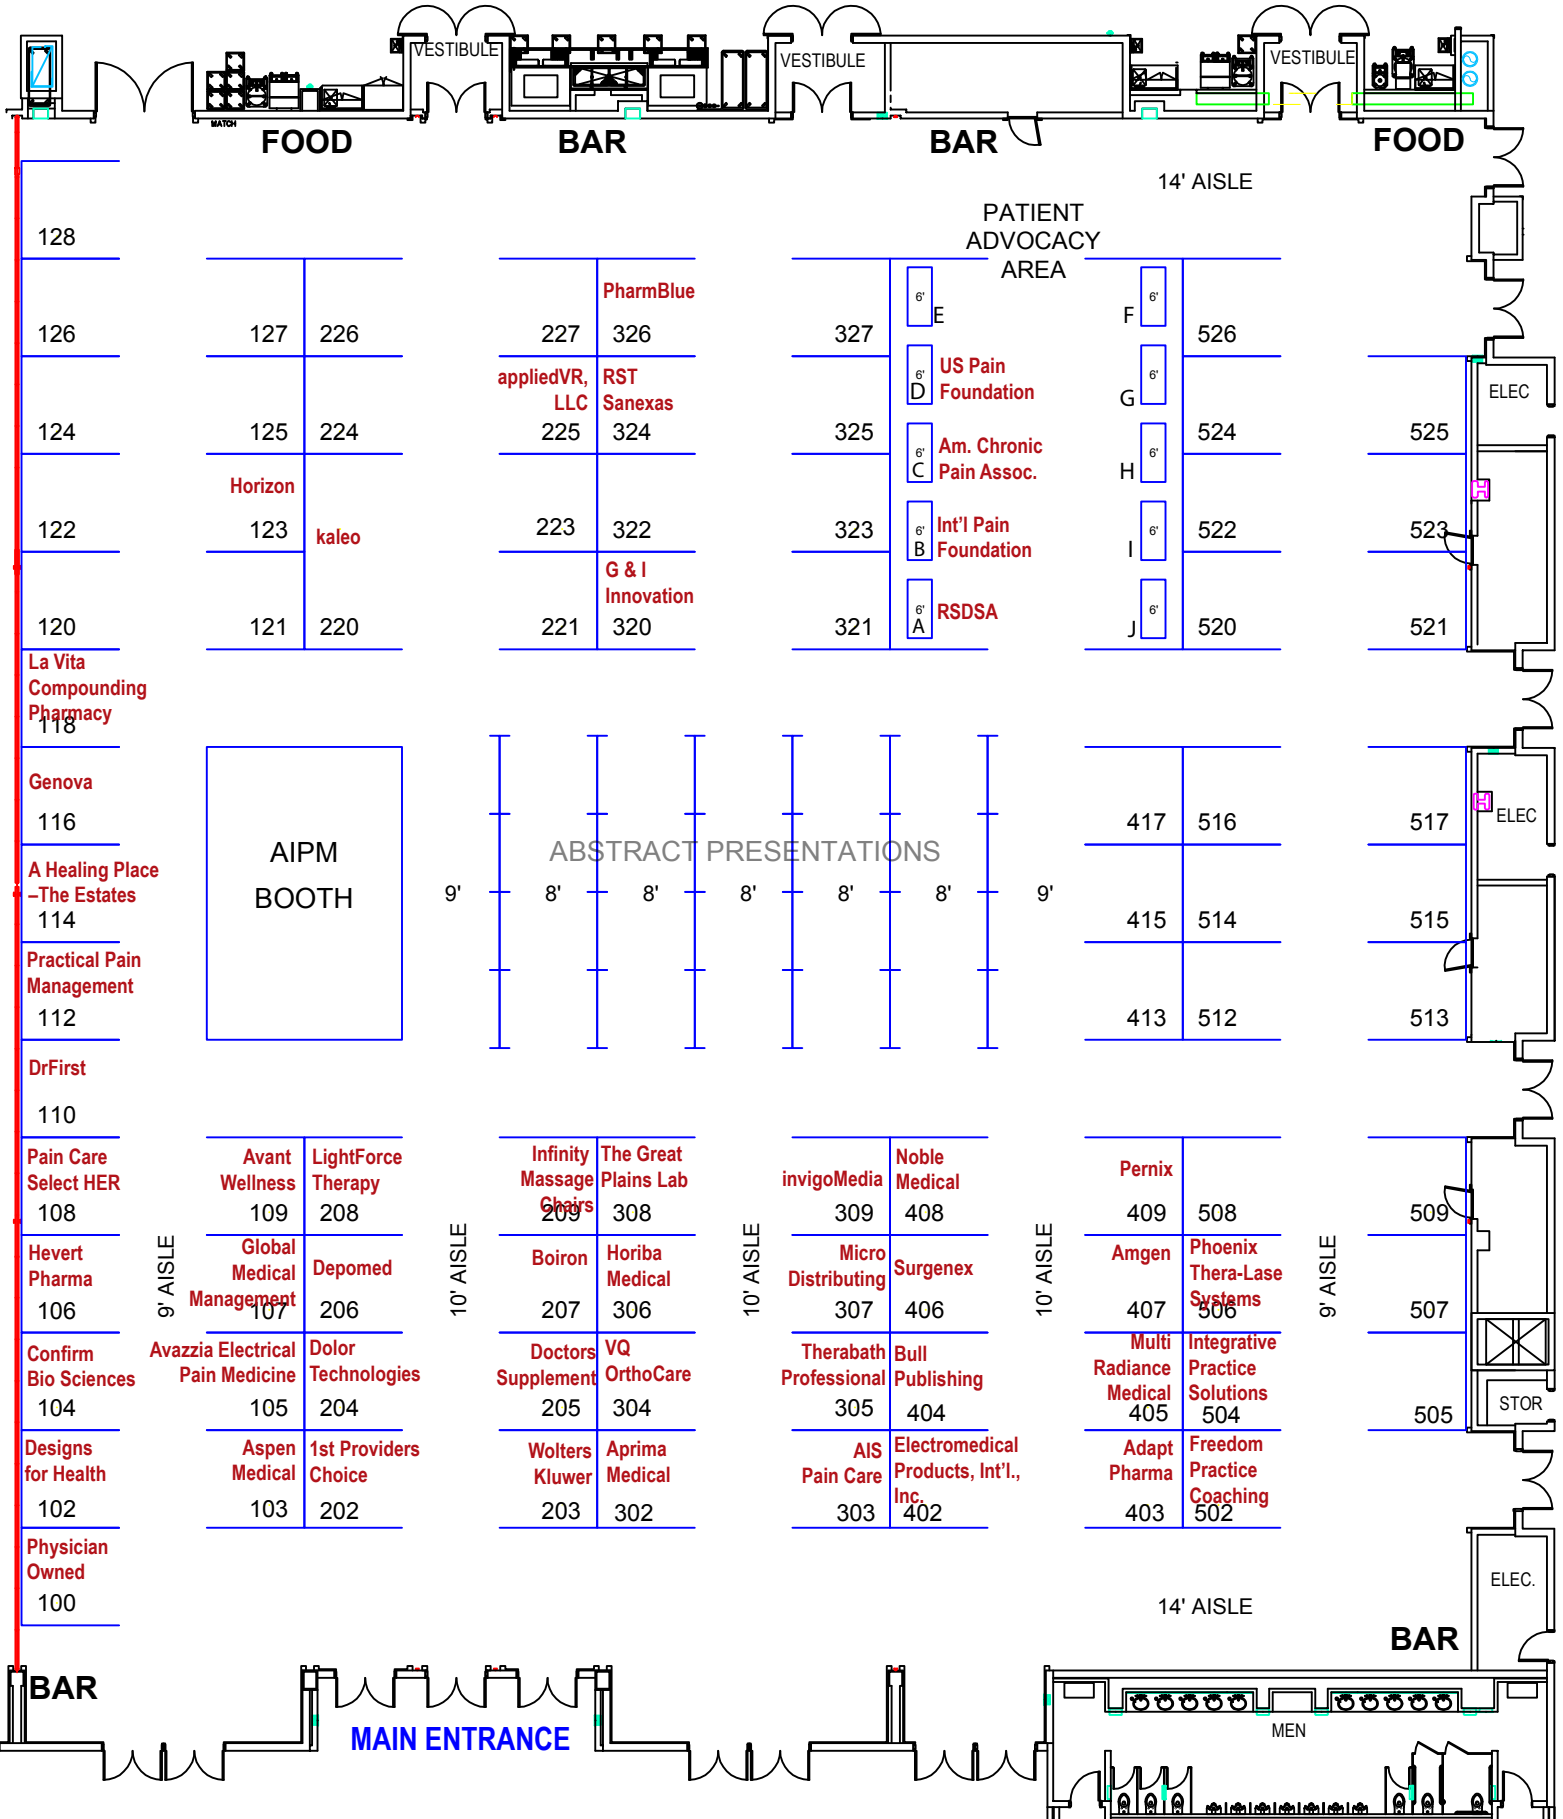 VESTIBULE
VESTIBULE
VESTIBULE
MATCH
FOOD
BAR
BAR
FOOD
14' AISLE
PATIENT
ADVOCACY
AREA
128
126
127
226
227
PharmBlue
326
327
6'
E
6'
F
526
124
125
224
appliedVR,
LLC
225
RST
Sanexas
324
325
6'
D
US Pain
Foundation
6'
G
524
525
ELEC
122
Horizon
123
kaleo
223
322
323
6'
C
Am. Chronic
Pain Assoc.
6'
H
522
523
120
121
220
221
G & I
Innovation
320
321
6'
B
Int'l Pain
Foundation
6'
I
6'
A
RSDSA
6'
J
520
521
La Vita
Compounding
Pharmacy
118
Genova
116
A Healing Place
–The Estates
114
Practical Pain
Management
112
DrFirst
110
AIPM
BOOTH
ABSTRACT PRESENTATIONS
9'
8'
8'
8'
8'
8'
9'
417
516
517
ELEC
415
514
515
413
512
513
Pain Care
Select HER
108
Avant
Wellness
109
LightForce
Therapy
208
Infinity
Massage
Chairs
209
The Great
Plains Lab
308
invigoMedia
309
Noble
Medical
408
Pernix
409
508
509
9' AISLE
10' AISLE
10' AISLE
10' AISLE
9' AISLE
Hevert
Pharma
106
Global
Medical
Management
107
Depomed
206
Boiron
207
Horiba
Medical
306
Micro
Distributing
307
Surgenex
406
Amgen
407
Phoenix
Thera-Lase
Systems
506
507
Confirm
Bio Sciences
104
Avazzia Electrical
Pain Medicine
105
Dolor
Technologies
204
Doctors
Supplement
205
VQ
OrthoCare
304
Therabath
Professional
305
Bull
Publishing
404
Multi
Radiance
Medical
405
Integrative
Practice
Solutions
504
505
STOR
Designs
for Health
102
Aspen
Medical
103
1st Providers
Choice
202
Wolters
Kluwer
203
Aprima
Medical
302
AIS
Pain Care
303
Electromedical
Products, Int'l.,
Inc.
402
Adapt
Pharma
403
Freedom
Practice
Coaching
502
Physician
Owned
100
14' AISLE
ELEC.
BAR
BAR
MAIN ENTRANCE
MEN